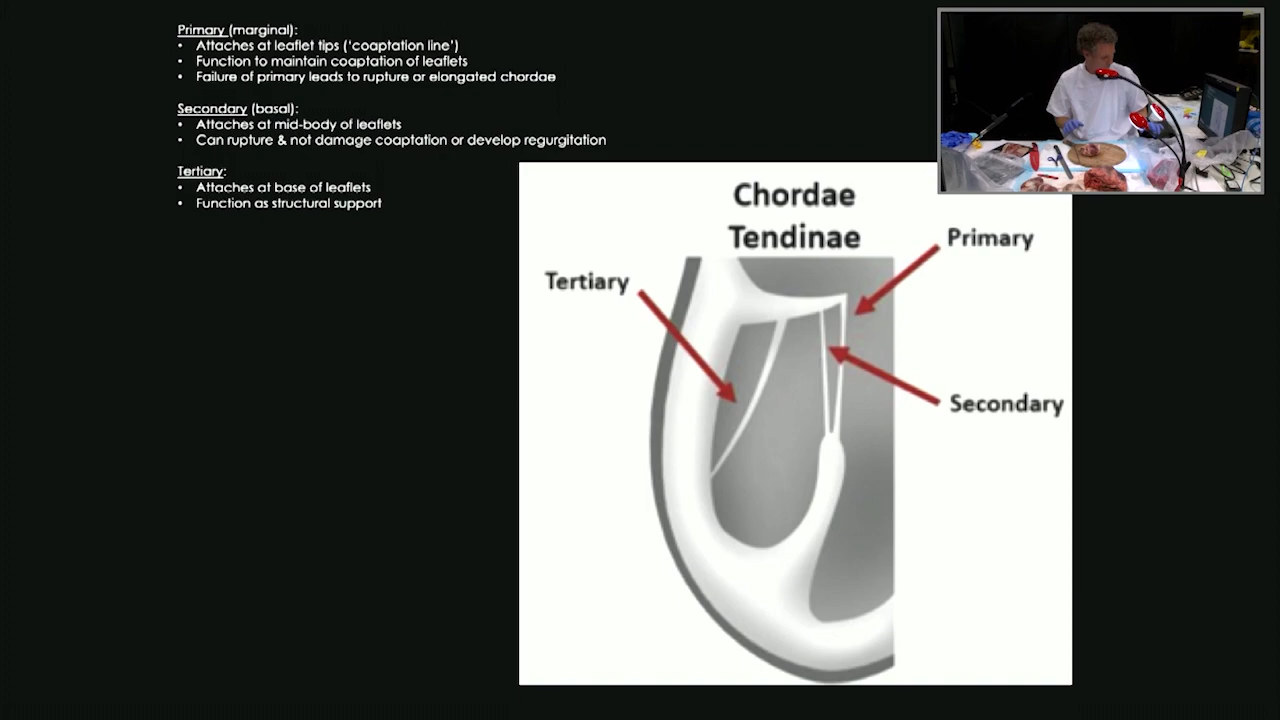 Primary (marginal):
• Attaches at leaflet tips (‘coaptation line’)
• Function to maintain coaptation of leaflets
• Failure of primary leads to rupture or elongated chordae
Secondary (basal):
• Attaches at mid-body of leaflets
• Can rupture & not damage coaptation or develop regurgitation
Tertiary:
• Attaches at base of leaflets
• Function as structural support
Chordae
Tendinae
Primary
Tertiary
Secondary